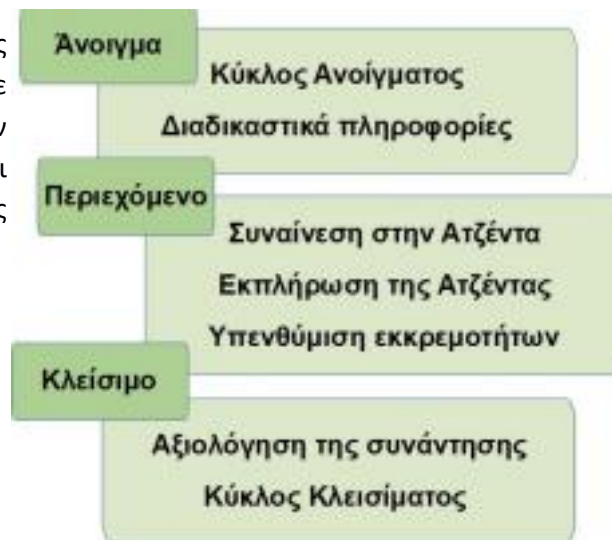 Άνοιγμα
Κύκλος Ανοίγματος
Διαδικαστικά πληροφορίες
Περιεχόμενο
Συναίνεση στην Ατζέντα
Εκπλήρωση της Ατζέντας
Υπενθύμιση εκκρεμοτήτων
Κλείσιμο
Αξιολόγηση της συνάντησης
Κύκλος Κλεισίματος